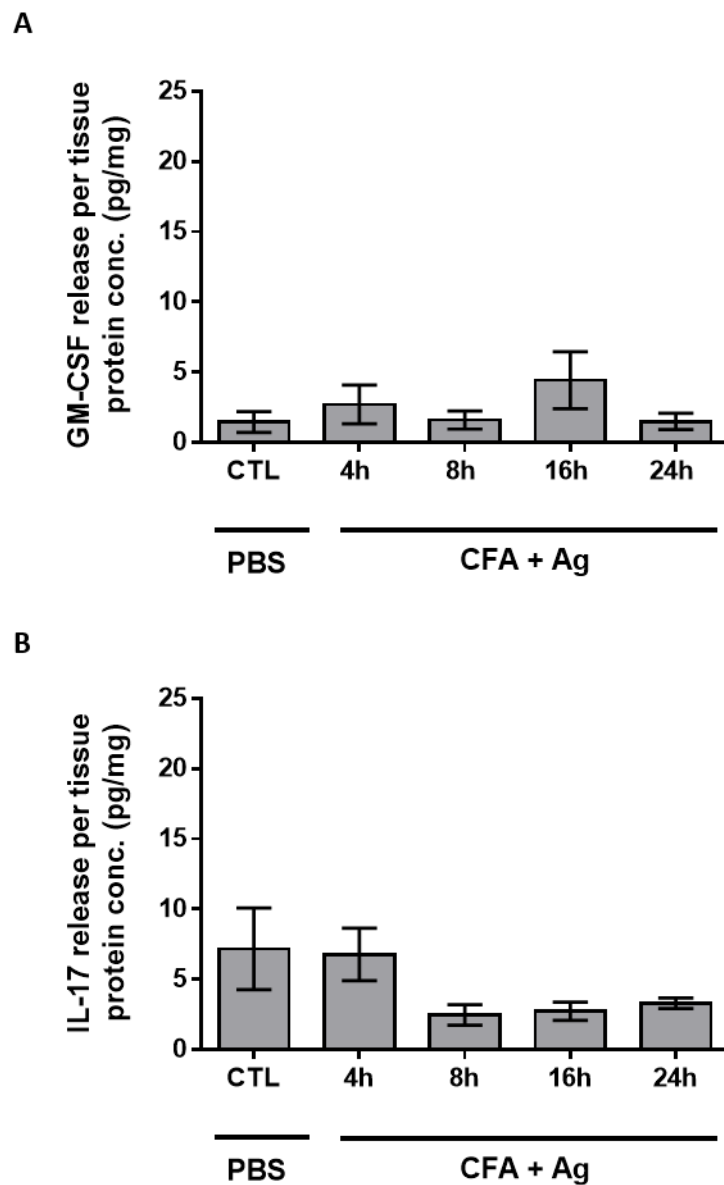 A
GM-CSF release per tissue
protein conc. (pg/mg)
25
20
15
10
5
0
CTL 4h 8h 16h 24h
PBS CFA + Ag
B
IL-17 release per tissue
protein conc. (pg/mg)
25
20
15
10
5
0
CTL 4h 8h 16h 24h
PBS CFA + Ag